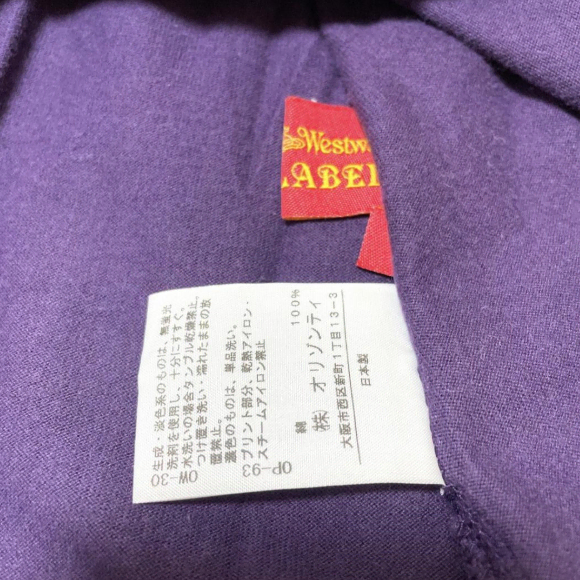 Westw
LABEL
○生成・淡色系のものは、無蛍光
洗剤を使用し、十分にすすぐ。
OW-30
水洗いの場合タンブル乾燥禁止。
つけ置き洗い・濡れたままの放
置禁止。
濃色のものは、単品洗い。
OP-93
プリント部分、乾熱アイロン・
スチームアイロン禁止
綿 100%
(株) オリゾンティ
大阪市西区新町1丁目13-3
日本製